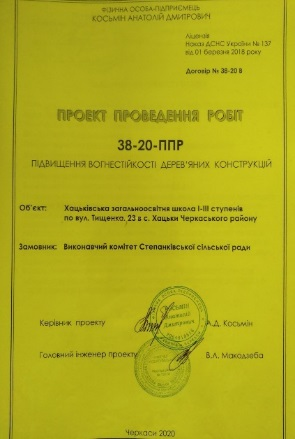 ФІЗИЧНА ОСОБА-ПІДПРИЄМЕЦЬ
КОСЬМІН АНАТОЛІЙ ДМИТРОВИЧ
Ліцензія
Наказ ДСНС України № 137
від 01 березня 2018 року
Договір № 38-20 В
ПРОЕКТ ПРОВЕДЕННЯ РОБІТ
38-20-ППР
ПІДВИЩЕННЯ ВОГНЕСТІЙКОСТІ ДЕРЕВ'ЯНИХ КОНСТРУКЦІЙ
Об'єкт: Хацьківська загальноосвітня школа І-ІІІ ступенів
по вул. Тищенка, 23 в с. Хацьки Черкаського району
Замовник: Виконавчий комітет Степанківської сільської ради
Керівник проекту А.Д. Косьмін
Головний інженер проекту В.А. Макодзеба
Черкаси 2020